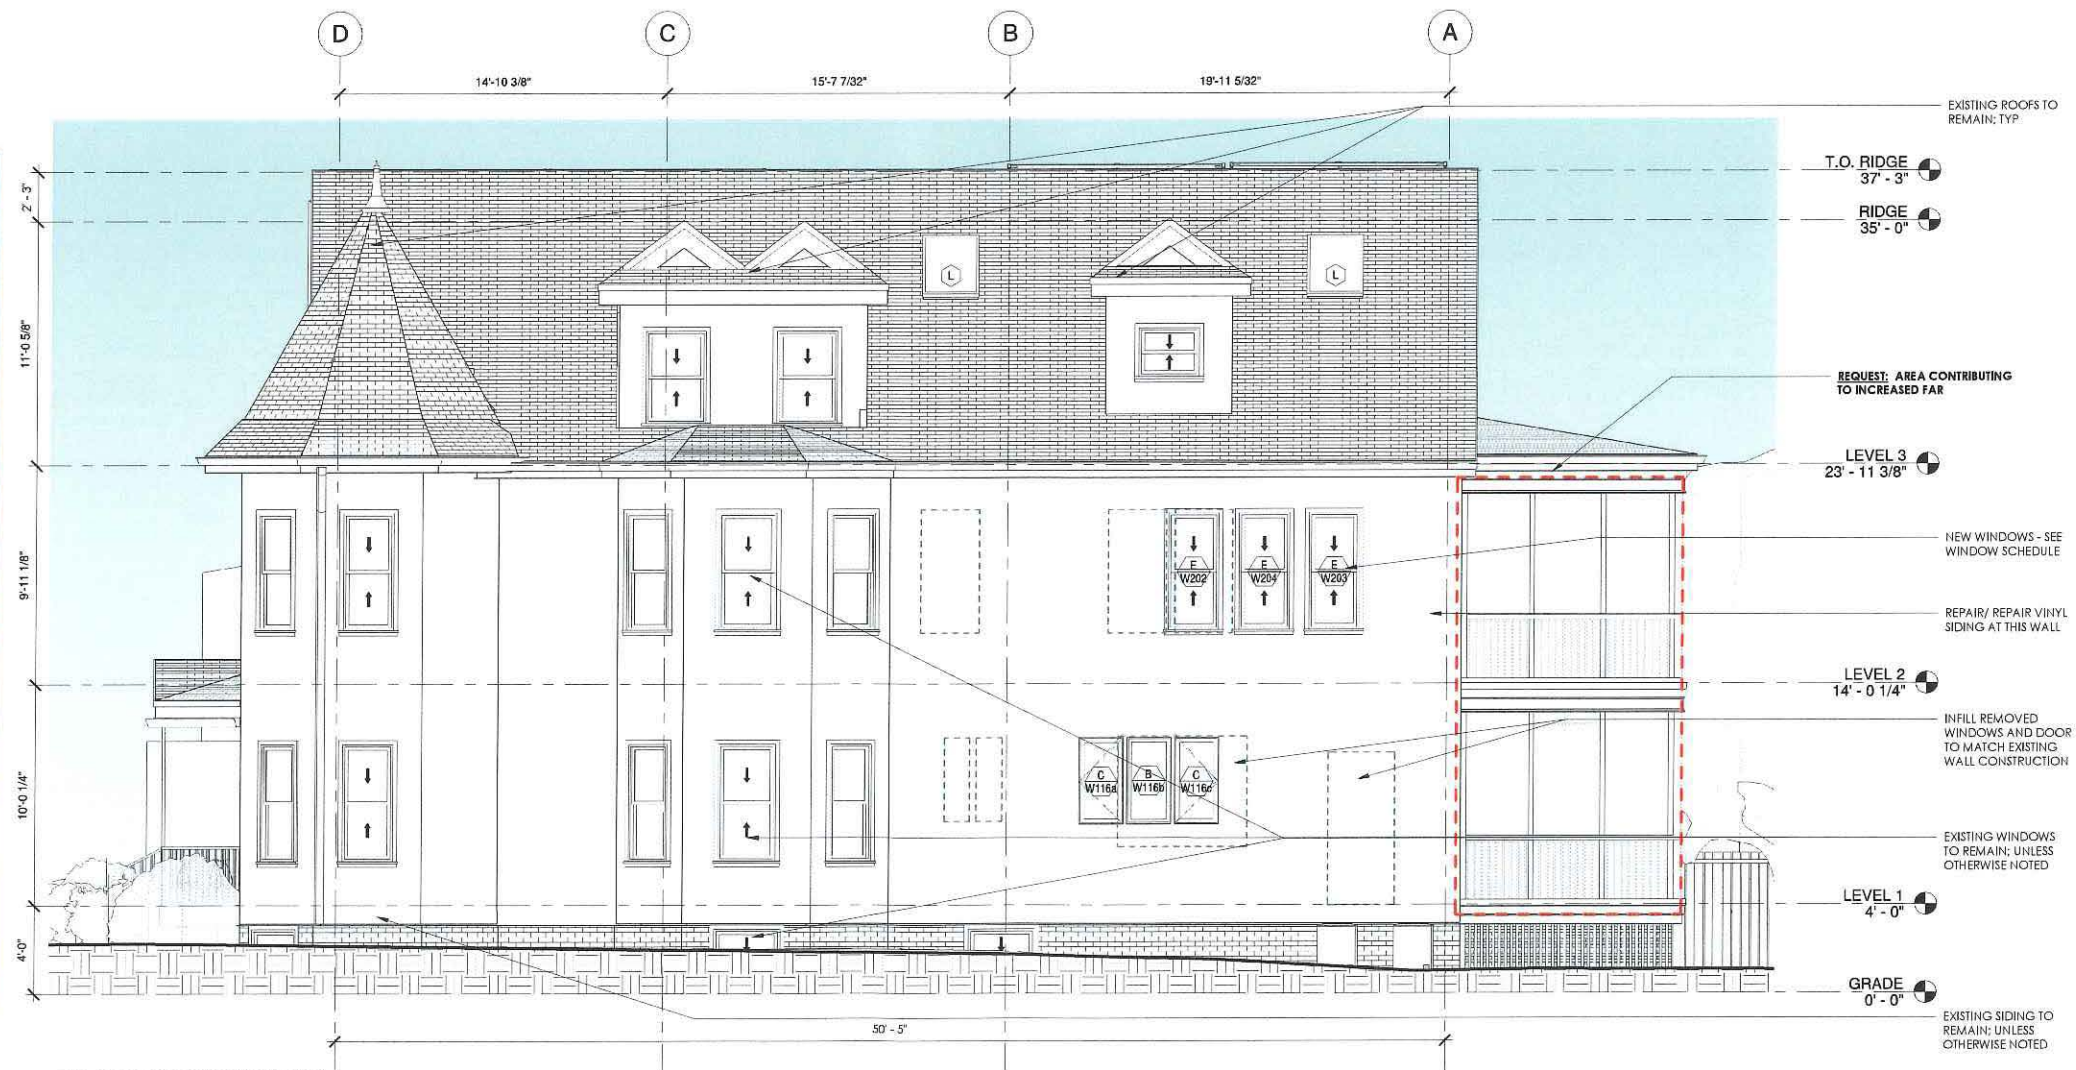 D
C
B
A
14'-10 3/8"
15'-7 7/32"
19'-11 5/32"
EXISTING ROOFS TO
REMAIN; TYP
T.O. RIDGE
37' - 3"
2' - 3"
RIDGE
35' - 0"
L
L
11'-0 5/8"
REQUEST: AREA CONTRIBUTING
TO INCREASED FAR
LEVEL 3
23' - 11 3/8"
NEW WINDOWS - SEE
WINDOW SCHEDULE
E
W202
E
W204
E
W203
9'-11 1/8"
REPAIR/ REPAIR VINYL
SIDING AT THIS WALL
LEVEL 2
14' - 0 1/4"
INFILL REMOVED
WINDOWS AND DOOR
TO MATCH EXISTING
WALL CONSTRUCTION
C
W116a
B
W116b
C
W116c
10'-0 1/4"
EXISTING WINDOWS
TO REMAIN; UNLESS
OTHERWISE NOTED
LEVEL 1
4' - 0"
4'-0"
GRADE
0' - 0"
EXISTING SIDING TO
REMAIN; UNLESS
OTHERWISE NOTED
50' - 5"